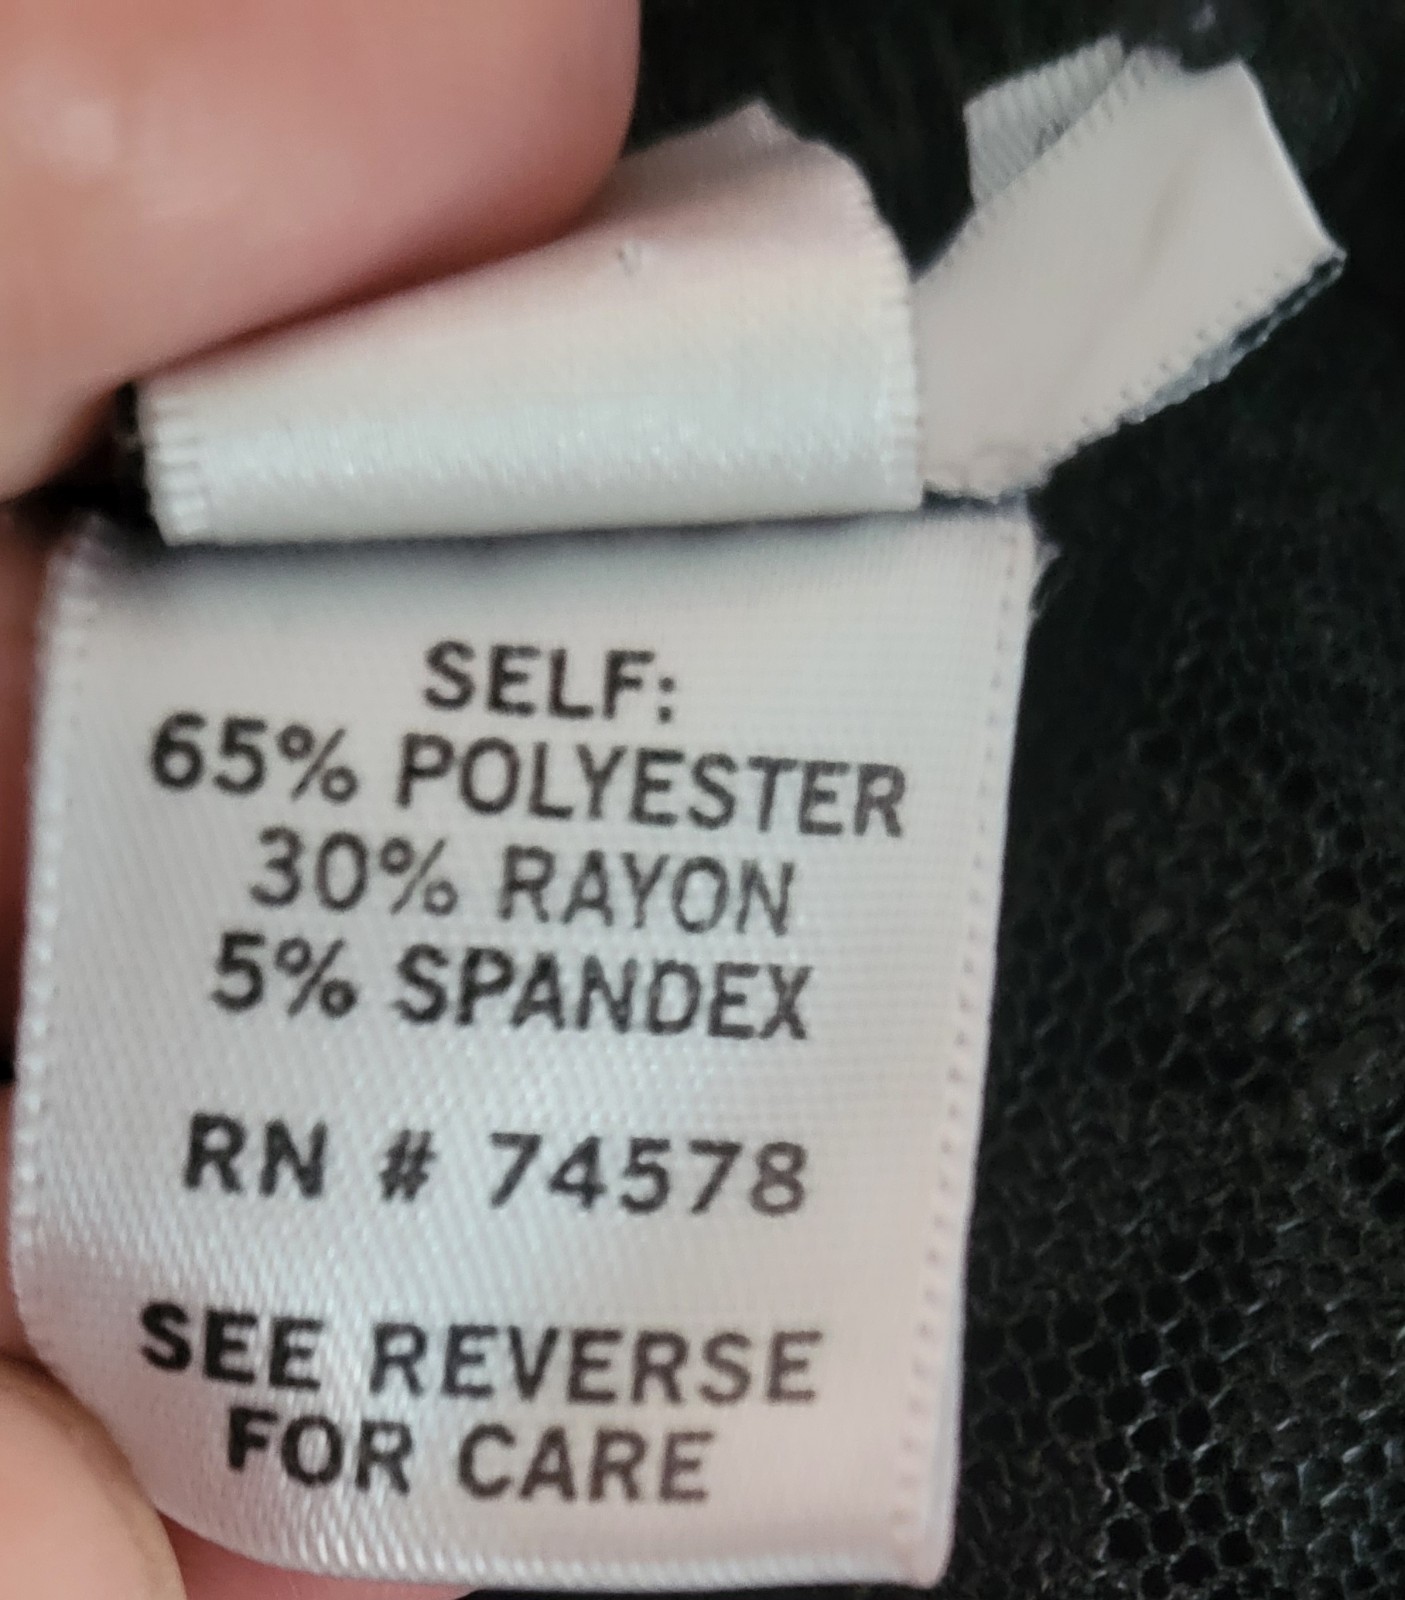 SELF:
65% POLYESTER
30% RAYON
5% SPANDEX
RN # 74578
SEE REVERSE
FOR CARE